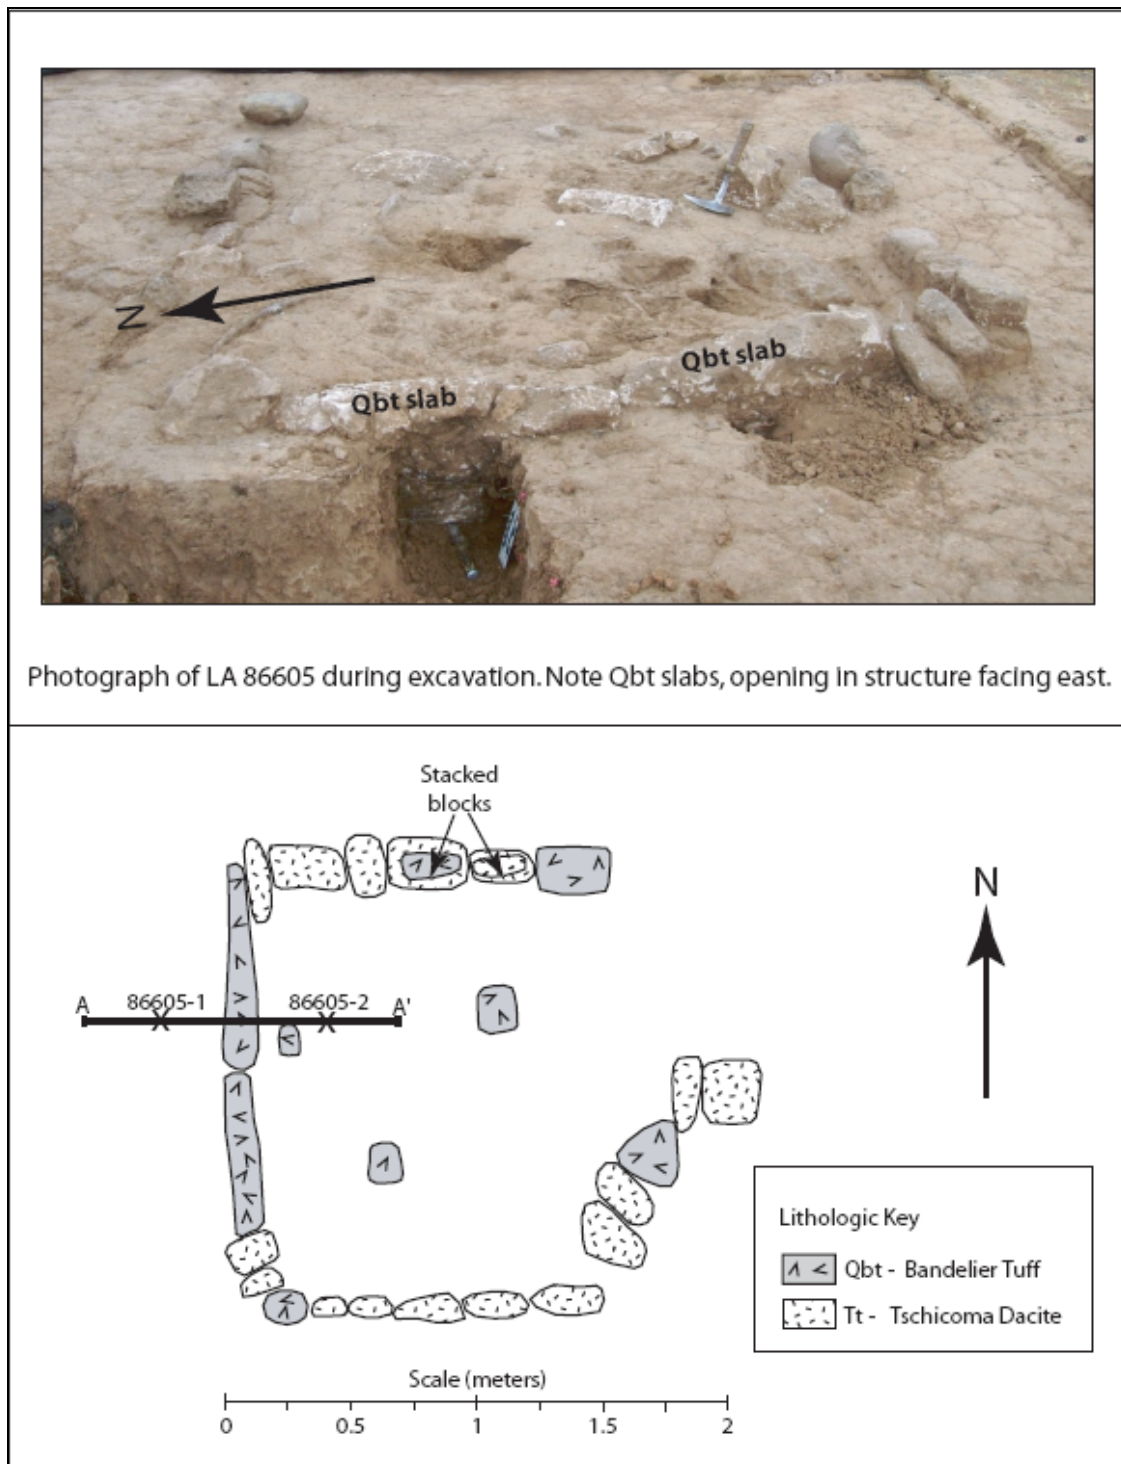 N
Qbt slab
Qbt slab
Photograph of LA 86605 during excavation. Note Qbt slabs, opening in structure facing east.
Stacked
blocks
N
A 86605-1 86605-2 A'
Lithologic Key
Qbt - Bandelier Tuff
Tt - Tschicoma Dacite
Scale (meters)
0 0.5 1 1.5 2